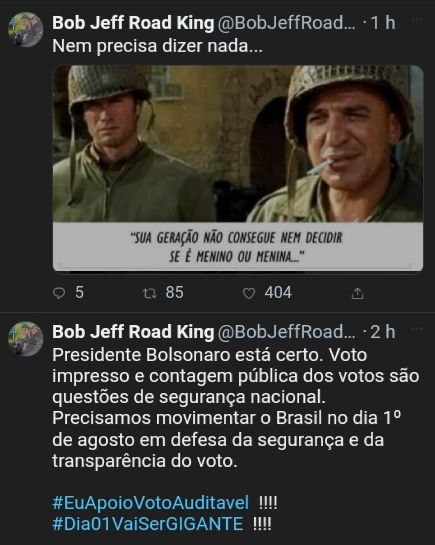 Bob Jeff Road King @BobJeffRoad... · 1 h
Nem precisa dizer nada...
"SUA GERAÇÃO NÃO CONSEGUE NEM DECIDIR
SE É MENINO OU MENINA..."
5 85 404
Bob Jeff Road King @BobJeffRoad... · 2 h
Presidente Bolsonaro está certo. Voto
impresso e contagem pública dos votos são
questões de segurança nacional.
Precisamos movimentar o Brasil no dia 1º
de agosto em defesa da segurança e da
transparência do voto.
#EuApoioVotoAuditavel !!!!
#Dia01VaiSerGIGANTE !!!!